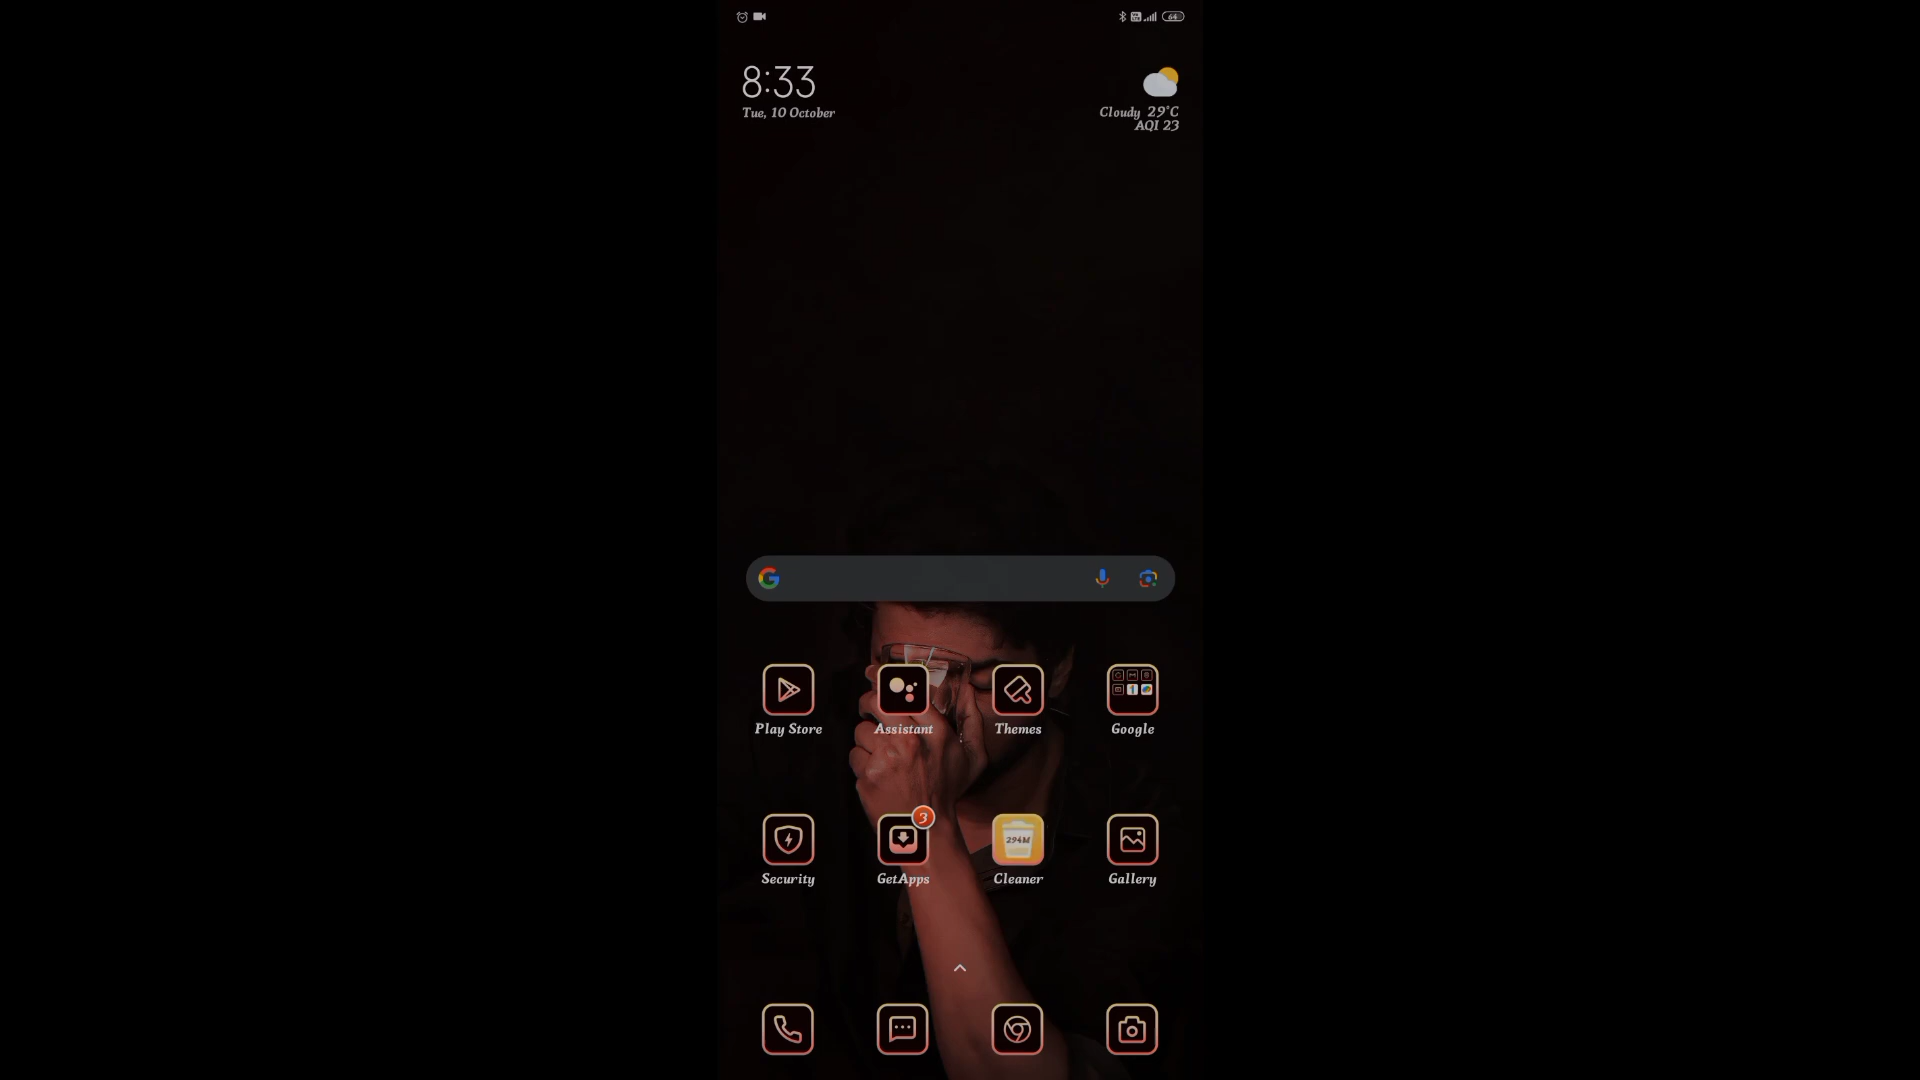 64
8:33
Tue, 10 October
Cloudy 29°C
AQI 23
Play Store
Assistant
Themes
Google
3
294M
Security
GetApps
Cleaner
Gallery